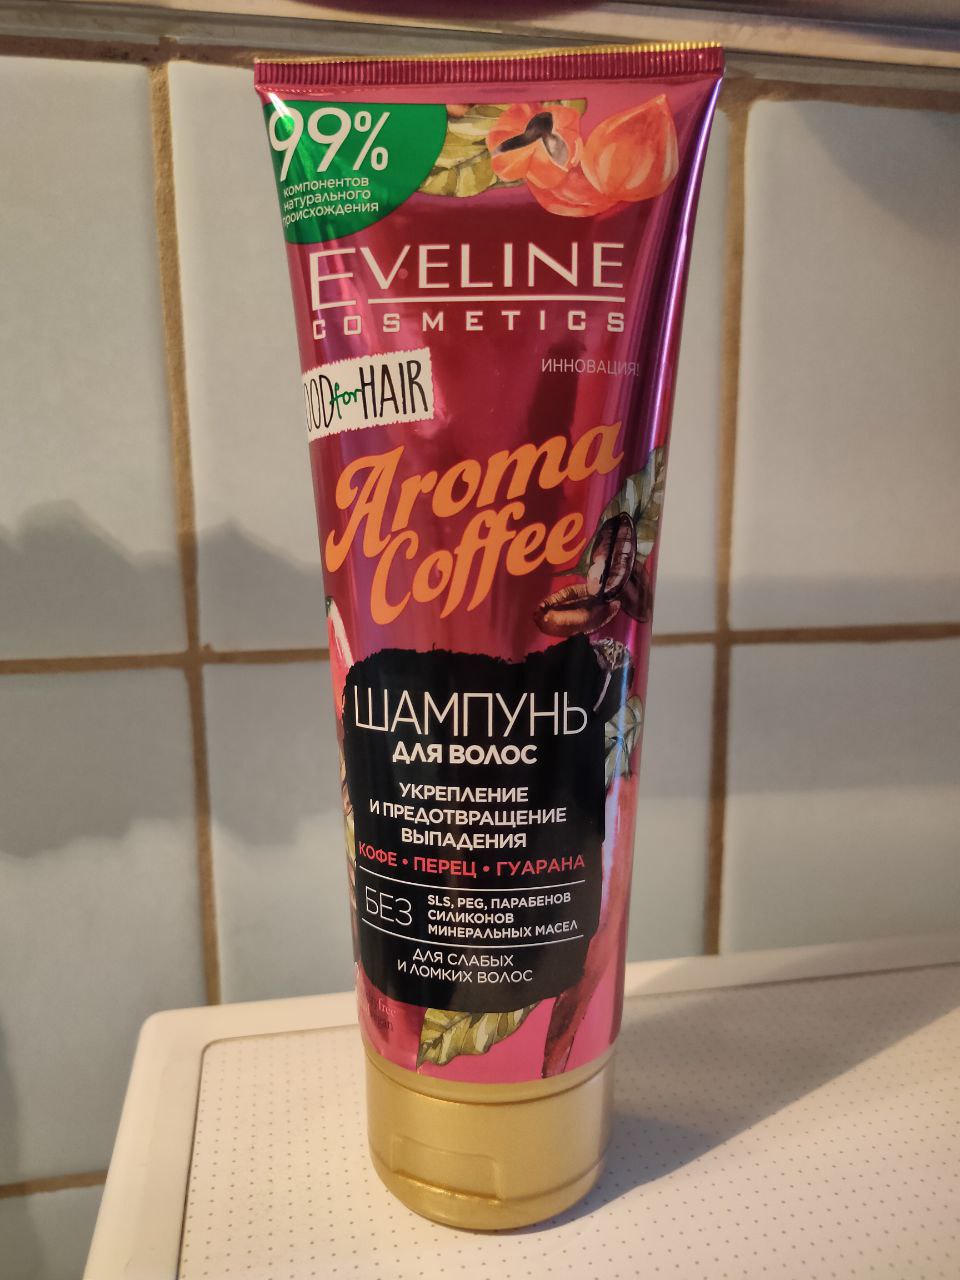 99%
компонентов
натурального
происхождения
EVELINE
COSMETICS
ИННОВАЦИЯ!
for HAIR
Aroma
Coffee
ШАМПУНЬ
ДЛЯ ВОЛОС
УКРЕПЛЕНИЕ
И ПРЕДОТВРАЩЕНИЕ
ВЫПАДЕНИЯ
КОФЕ • ПЕРЕЦ • ГУАРАНА
БЕЗ
SLS, PEG, ПАРАБЕНОВ
СИЛИКОНОВ
МИНЕРАЛЬНЫХ МАСЕЛ
ДЛЯ СЛАБЫХ
И ЛОМКИХ ВОЛОС
free